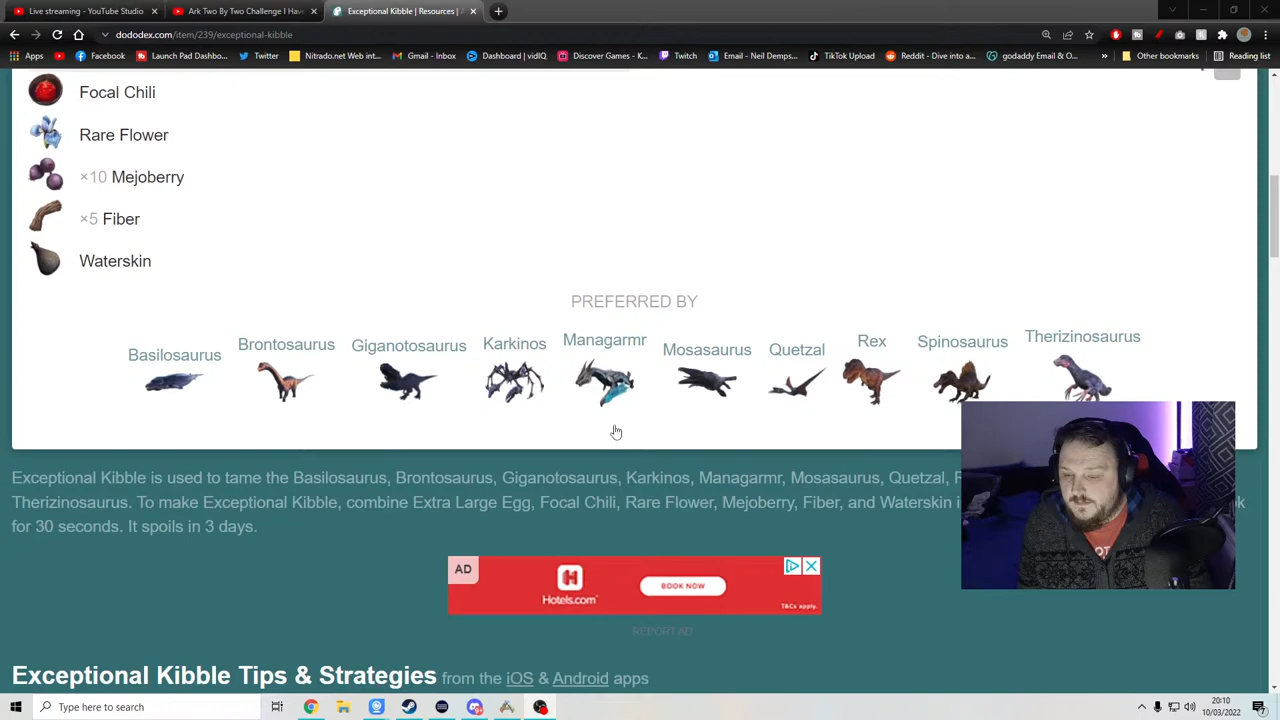 Live streaming - YouTube Studio
Ark Two By Two Challenge I Have
Exceptional Kibble | Resources | A
dododex.com/item/239/exceptional-kibble
Apps
Facebook
Launch Pad Dashboa...
Twitter
Nitrado.net Web int...
Gmail - Inbox
Dashboard | vidIQ
Discover Games - K...
Twitch
Email - Neil Demps...
TikTok Upload
Reddit - Dive into a...
godaddy Email & O...
Other bookmarks
Reading list
Focal Chili
Rare Flower
×10 Mejoberry
×5 Fiber
Waterskin
PREFERRED BY
Basilosaurus
Brontosaurus
Giganotosaurus
Karkinos
Managarmr
Mosasaurus
Quetzal
Rex
Spinosaurus
Therizinosaurus
Exceptional Kibble is used to tame the Basilosaurus, Brontosaurus, Giganotosaurus, Karkinos, Managarmr, Mosasaurus, Quetzal,
Therizinosaurus. To make Exceptional Kibble, combine Extra Large Egg, Focal Chili, Rare Flower, Mejoberry, Fiber, and Waterskin
for 30 seconds. It spoils in 3 days.
AD
H
Hotels.com
BOOK NOW
T&Cs apply.
REPORT AD
Exceptional Kibble Tips & Strategies from the iOS & Android apps
Type here to search
20:10
10/03/2022